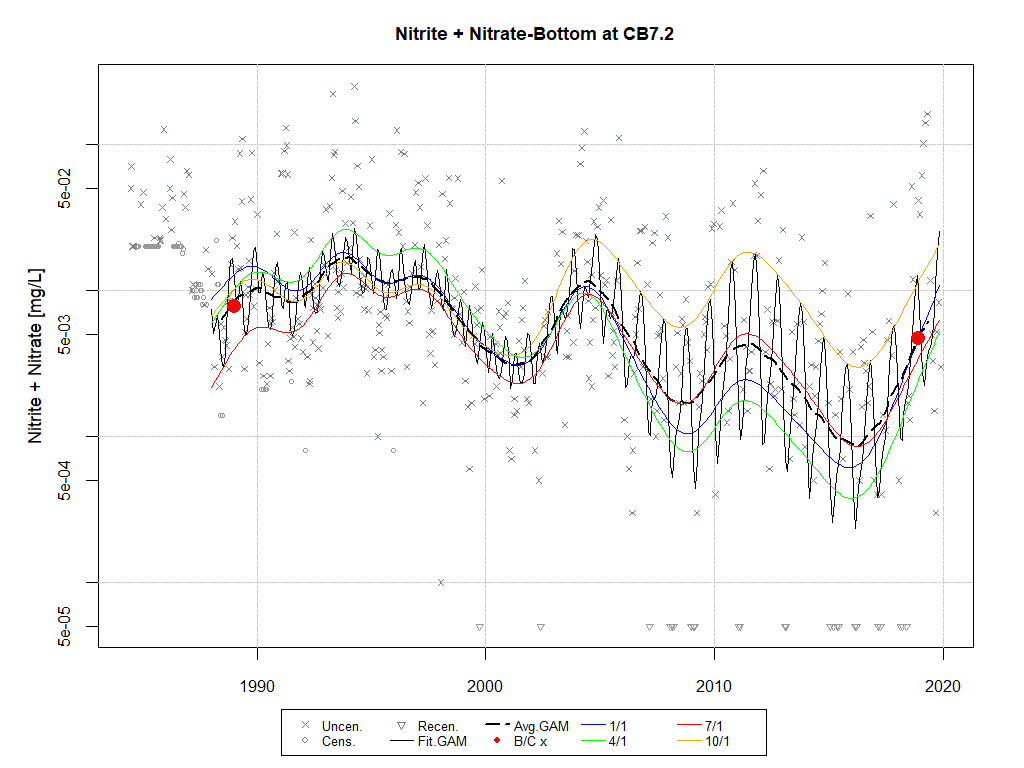 Nitrite + Nitrate-Bottom at CB7.2
Nitrite + Nitrate [mg/L]
5e-02
5e-03
5e-04
5e-05
1990 2000 2010 2020
Uncen. Recen. Avg.GAM 1/1 7/1
Cens. Fit.GAM B/C x 4/1 10/1